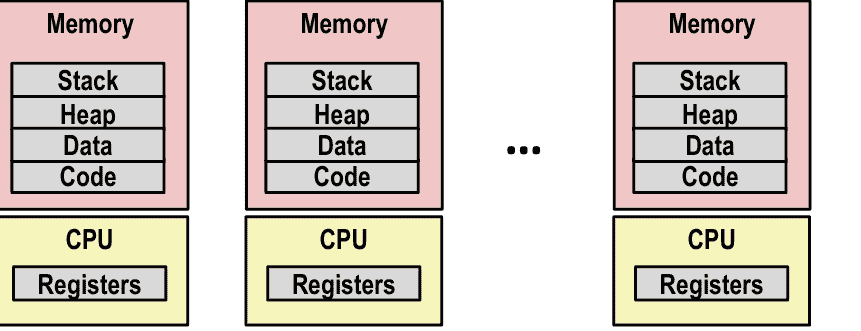 Memory
Stack
Heap
Data
Code
CPU
Registers
Memory
Stack
Heap
Data
Code
CPU
Registers
...
Memory
Stack
Heap
Data
Code
CPU
Registers